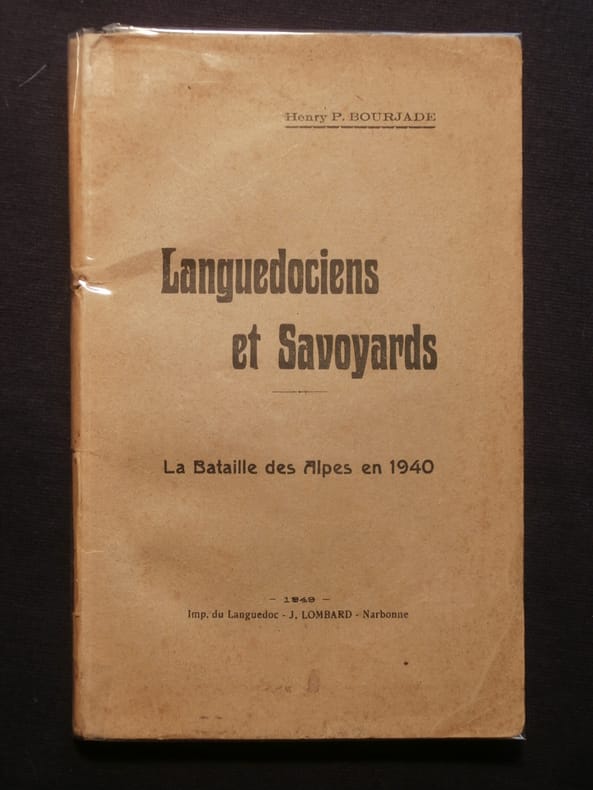 Henry P. BOURJADE
Languedociens
et Savoyards
La Bataille des Alpes en 1940
- 1949 -
Imp. du Languedoc - J. LOMBARD - Narbonne